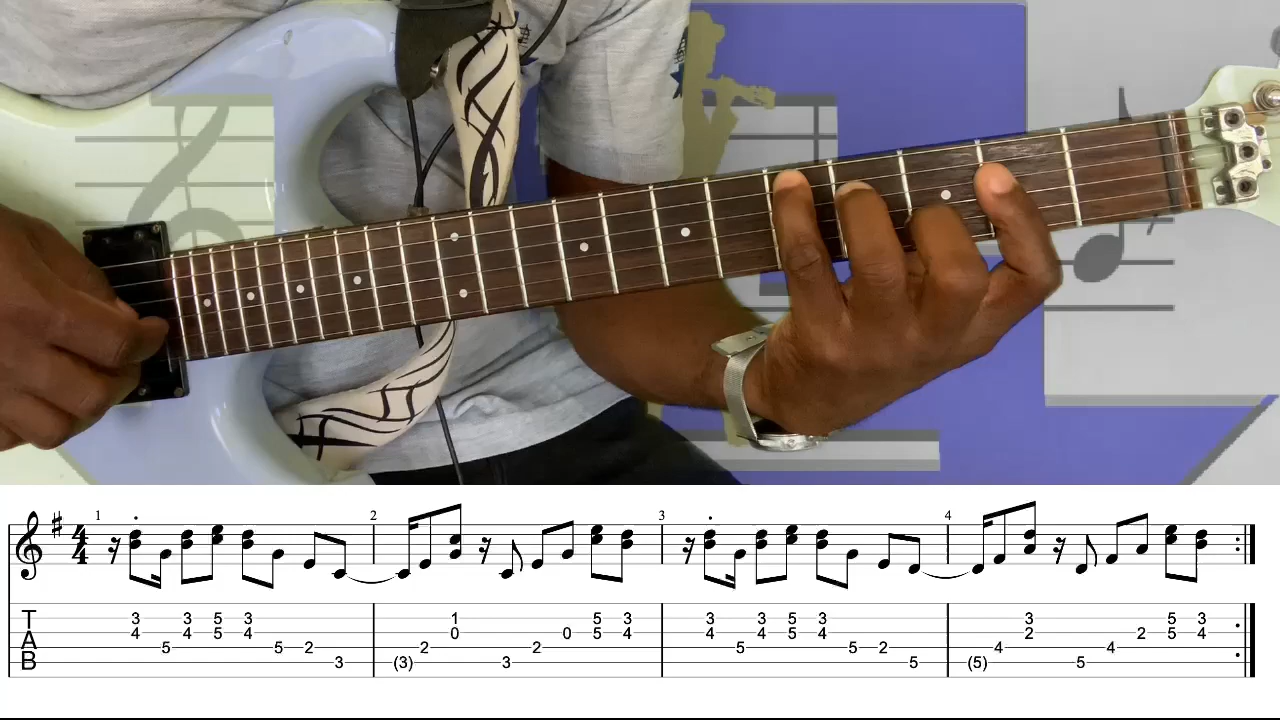 1 2 3 4
4
4
T 3 3 5 3 1 5 3 3 3 5 3 3 5 3
4 4 5 4 0 0 5 4 4 4 5 4 2 2 5 4
A 5 5 2 2 2 5 5 2 4 4
B 3 (3) 3 5 (5) 5